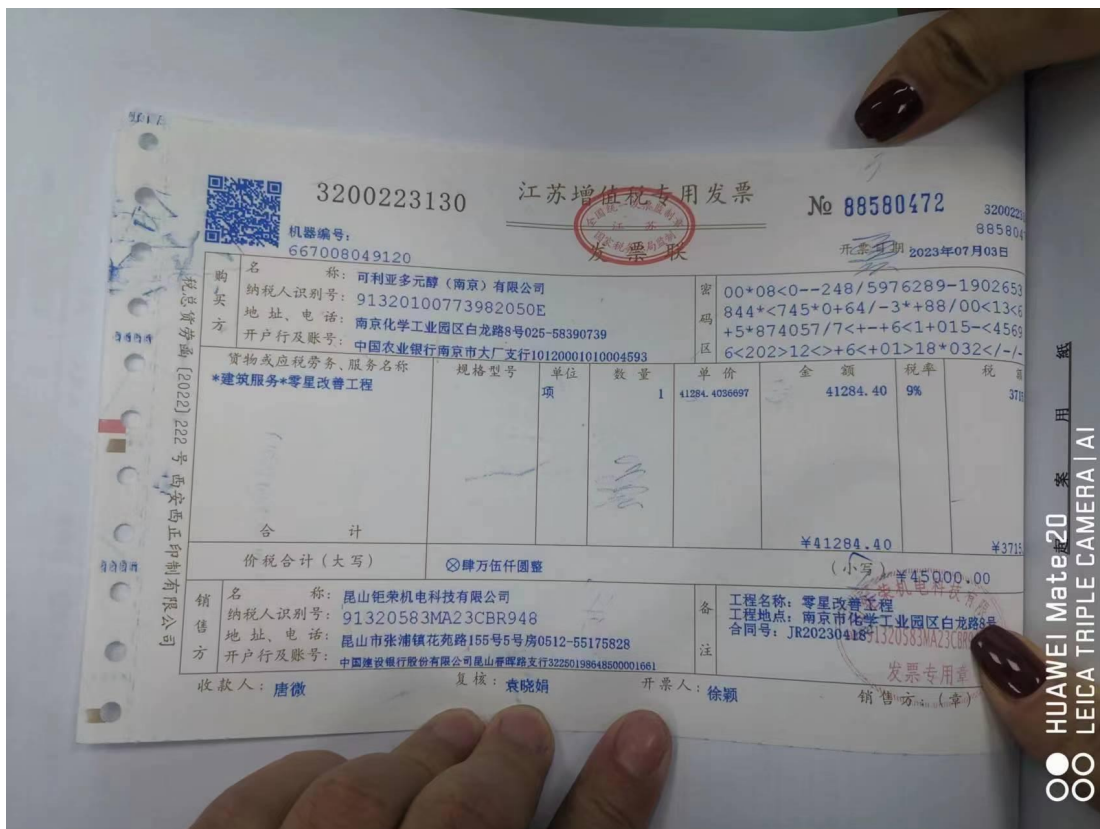 3200223130
江苏增值税专用发票
发票联
№ 88580472
机器编号:
667008049120
开票日期 2023年07月03日
购买方
名 称: 可利亚多元醇（南京）有限公司
纳税人识别号: 91320100773982050E
地 址、电 话: 南京化学工业园区白龙路8号025-58390739
开户行及账号: 中国农业银行南京市大厂支行10120001010004593
密码区
00*08<0--248/5976289-1902653
844*<745*0+64/-3*+88/00<13<6
+5*874057/7<+-+6<1+015-<4569
6<202>12<>+6<+01>18*032</-/-
货物或应税劳务、服务名称 规格型号 单位 数 量 单 价 金 额 税率 税 额
*建筑服务*零星改善工程 项 1 41284.4036697 41284.40 9%
合 计 ¥41284.40 ¥3715
价税合计(大写) ⊗肆万伍仟圆整 (小写) ¥45000.00
销售方
名 称: 昆山钜荣机电科技有限公司
纳税人识别号: 91320583MA23CBR948
地 址、电 话: 昆山市张浦镇花苑路155号5号房0512-55175828
开户行及账号: 中国建设银行股份有限公司昆山春晖路支行32250198648500001661
备注
工程名称: 零星改善工程
工程地点: 南京市化学工业园区白龙路8号
合同号: JR20230418
发票专用章
收款人: 唐微 复核: 袁晓娟 开票人: 徐颖 销售方: (章)
税总货劳函[2022]222号 西安西正印制有限公司
HUAWEI Mate 20
LEICA TRIPLE CAMERA | AI